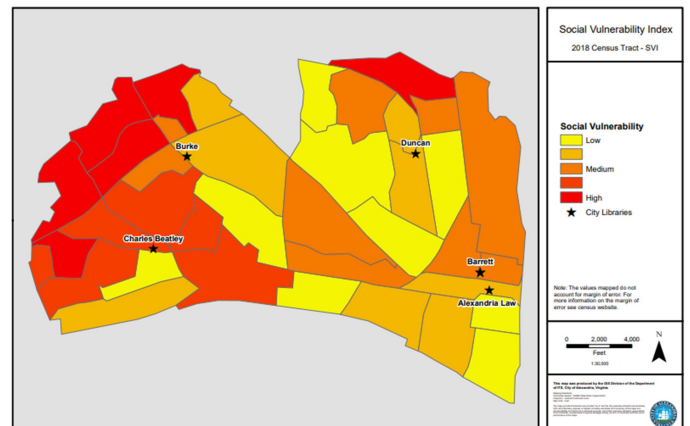 Social Vulnerability Index
2018 Census Tract - SVI
Social Vulnerability
Low
Medium
High
City Libraries
Burke
Duncan
Charles Beatley
Barrett
Alexandria Law
Note: The values mapped do not
account for margin of error. For
more information on the margin of
error see census website.
0 2,000 4,000
Feet
N
This map was produced by the GIS Division of the Department
of ITS, City of Alexandria, Virginia